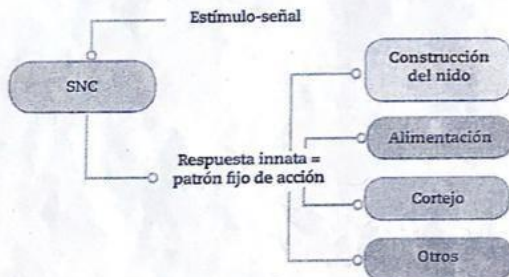 Estímulo-señal
SNC
Construcción
del nido
Alimentación
Respuesta innata =
patrón fijo de acción
Cortejo
Otros